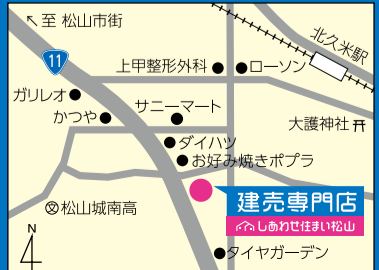 ↖至 松山市街
11
北久米駅
上甲整形外科
ローソン
ガリレオ
かつや
サニーマート
大護神社
ダイハツ
お好み焼きポプラ
文松山城南高
建売専門店
しあわせ住まい松山
N
タイヤガーデン